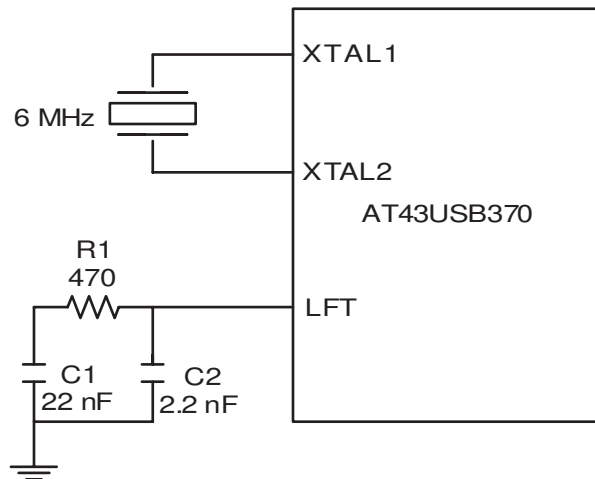 XTAL1
6 MHz
XTAL2
AT43USB370
R1
470
LFT
C1
22 nF
C2
2.2 nF